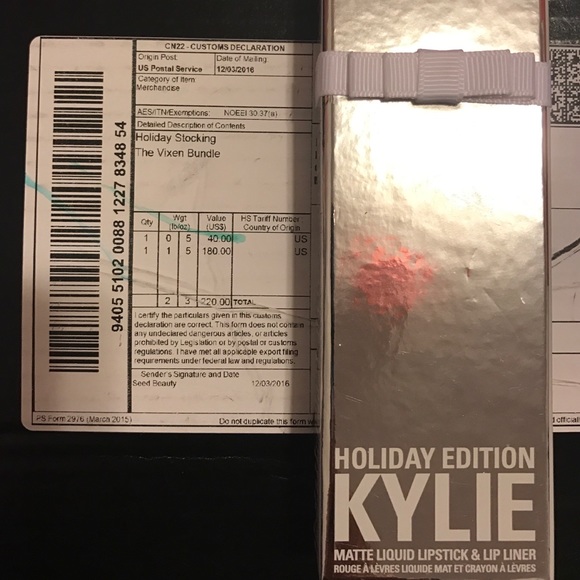 CN22 - CUSTOMS DECLARATION
Origin Post: Date of Mailing
US Postal Service 12/03/2016
Category of Item
Merchandise
AES/ITN/Exemptions: NOEEI 30.37(a)
Detailed Description of Contents
Holiday Stocking
The Vixen Bundle
Qty Wgt (lb/oz) Value (US$) HS Tariff Number Country of Origin
1 0 5 40.00 US
1 1 5 180.00 US
2 3 220.00 TOTAL
I certify the particulars given in this customs
declaration are correct. This form does not contain
any undeclared dangerous articles, or articles
prohibited by Legislation or by postal or customs
regulations. I have met all applicable export filing
requirements under federal law and regulations.
Sender's Signature and Date
Seed Beauty 12/03/2016
PS Form 2976 (March 2015) Do not duplicate this form
9405 5102 0088 1227 8348 54
HOLIDAY EDITION
KYLIE
MATTE LIQUID LIPSTICK & LIP LINER
ROUGE À LÈVRES LIQUIDE MAT ET CRAYON À LÈVRES